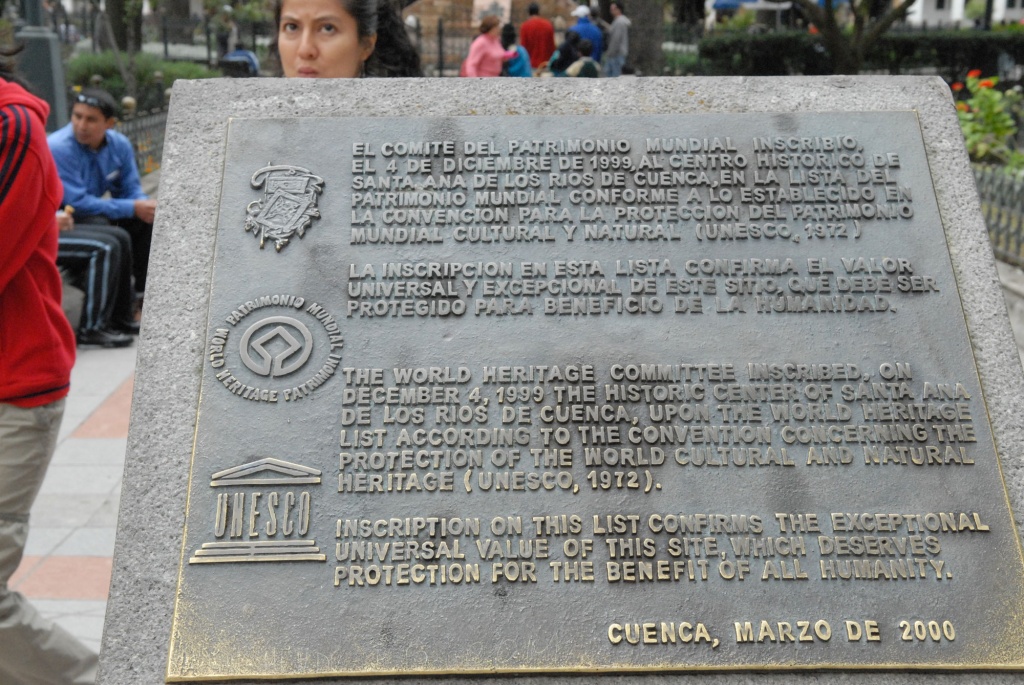 EL COMITE DEL PATRIMONIO MUNDIAL INSCRIBIO,
EL 4 DE DICIEMBRE DE 1999, AL CENTRO HISTORICO DE
SANTA ANA DE LOS RIOS DE CUENCA, EN LA LISTA DEL
PATRIMONIO MUNDIAL CONFORME A LO ESTABLECIDO EN
LA CONVENCION PARA LA PROTECCION DEL PATRIMONIO
MUNDIAL CULTURAL Y NATURAL (UNESCO, 1972)
LA INSCRIPCION EN ESTA LISTA CONFIRMA EL VALOR
UNIVERSAL Y EXCEPCIONAL DE ESTE SITIO, QUE DEBE SER
PROTEGIDO PARA BENEFICIO DE LA HUMANIDAD.
PATRIMONIO MUNDIAL
WORLD HERITAGE
PATRIMOINE
THE WORLD HERITAGE COMMITTEE INSCRIBED, ON
DECEMBER 4, 1999 THE HISTORIC CENTER OF SANTA ANA
DE LOS RIOS DE CUENCA, UPON THE WORLD HERITAGE
LIST ACCORDING TO THE CONVENTION CONCERNING THE
PROTECTION OF THE WORLD CULTURAL AND NATURAL
HERITAGE (UNESCO, 1972).
UNESCO
INSCRIPTION ON THIS LIST CONFIRMS THE EXCEPTIONAL
UNIVERSAL VALUE OF THIS SITE, WHICH DESERVES
PROTECTION FOR THE BENEFIT OF ALL HUMANITY.
CUENCA, MARZO DE 2000